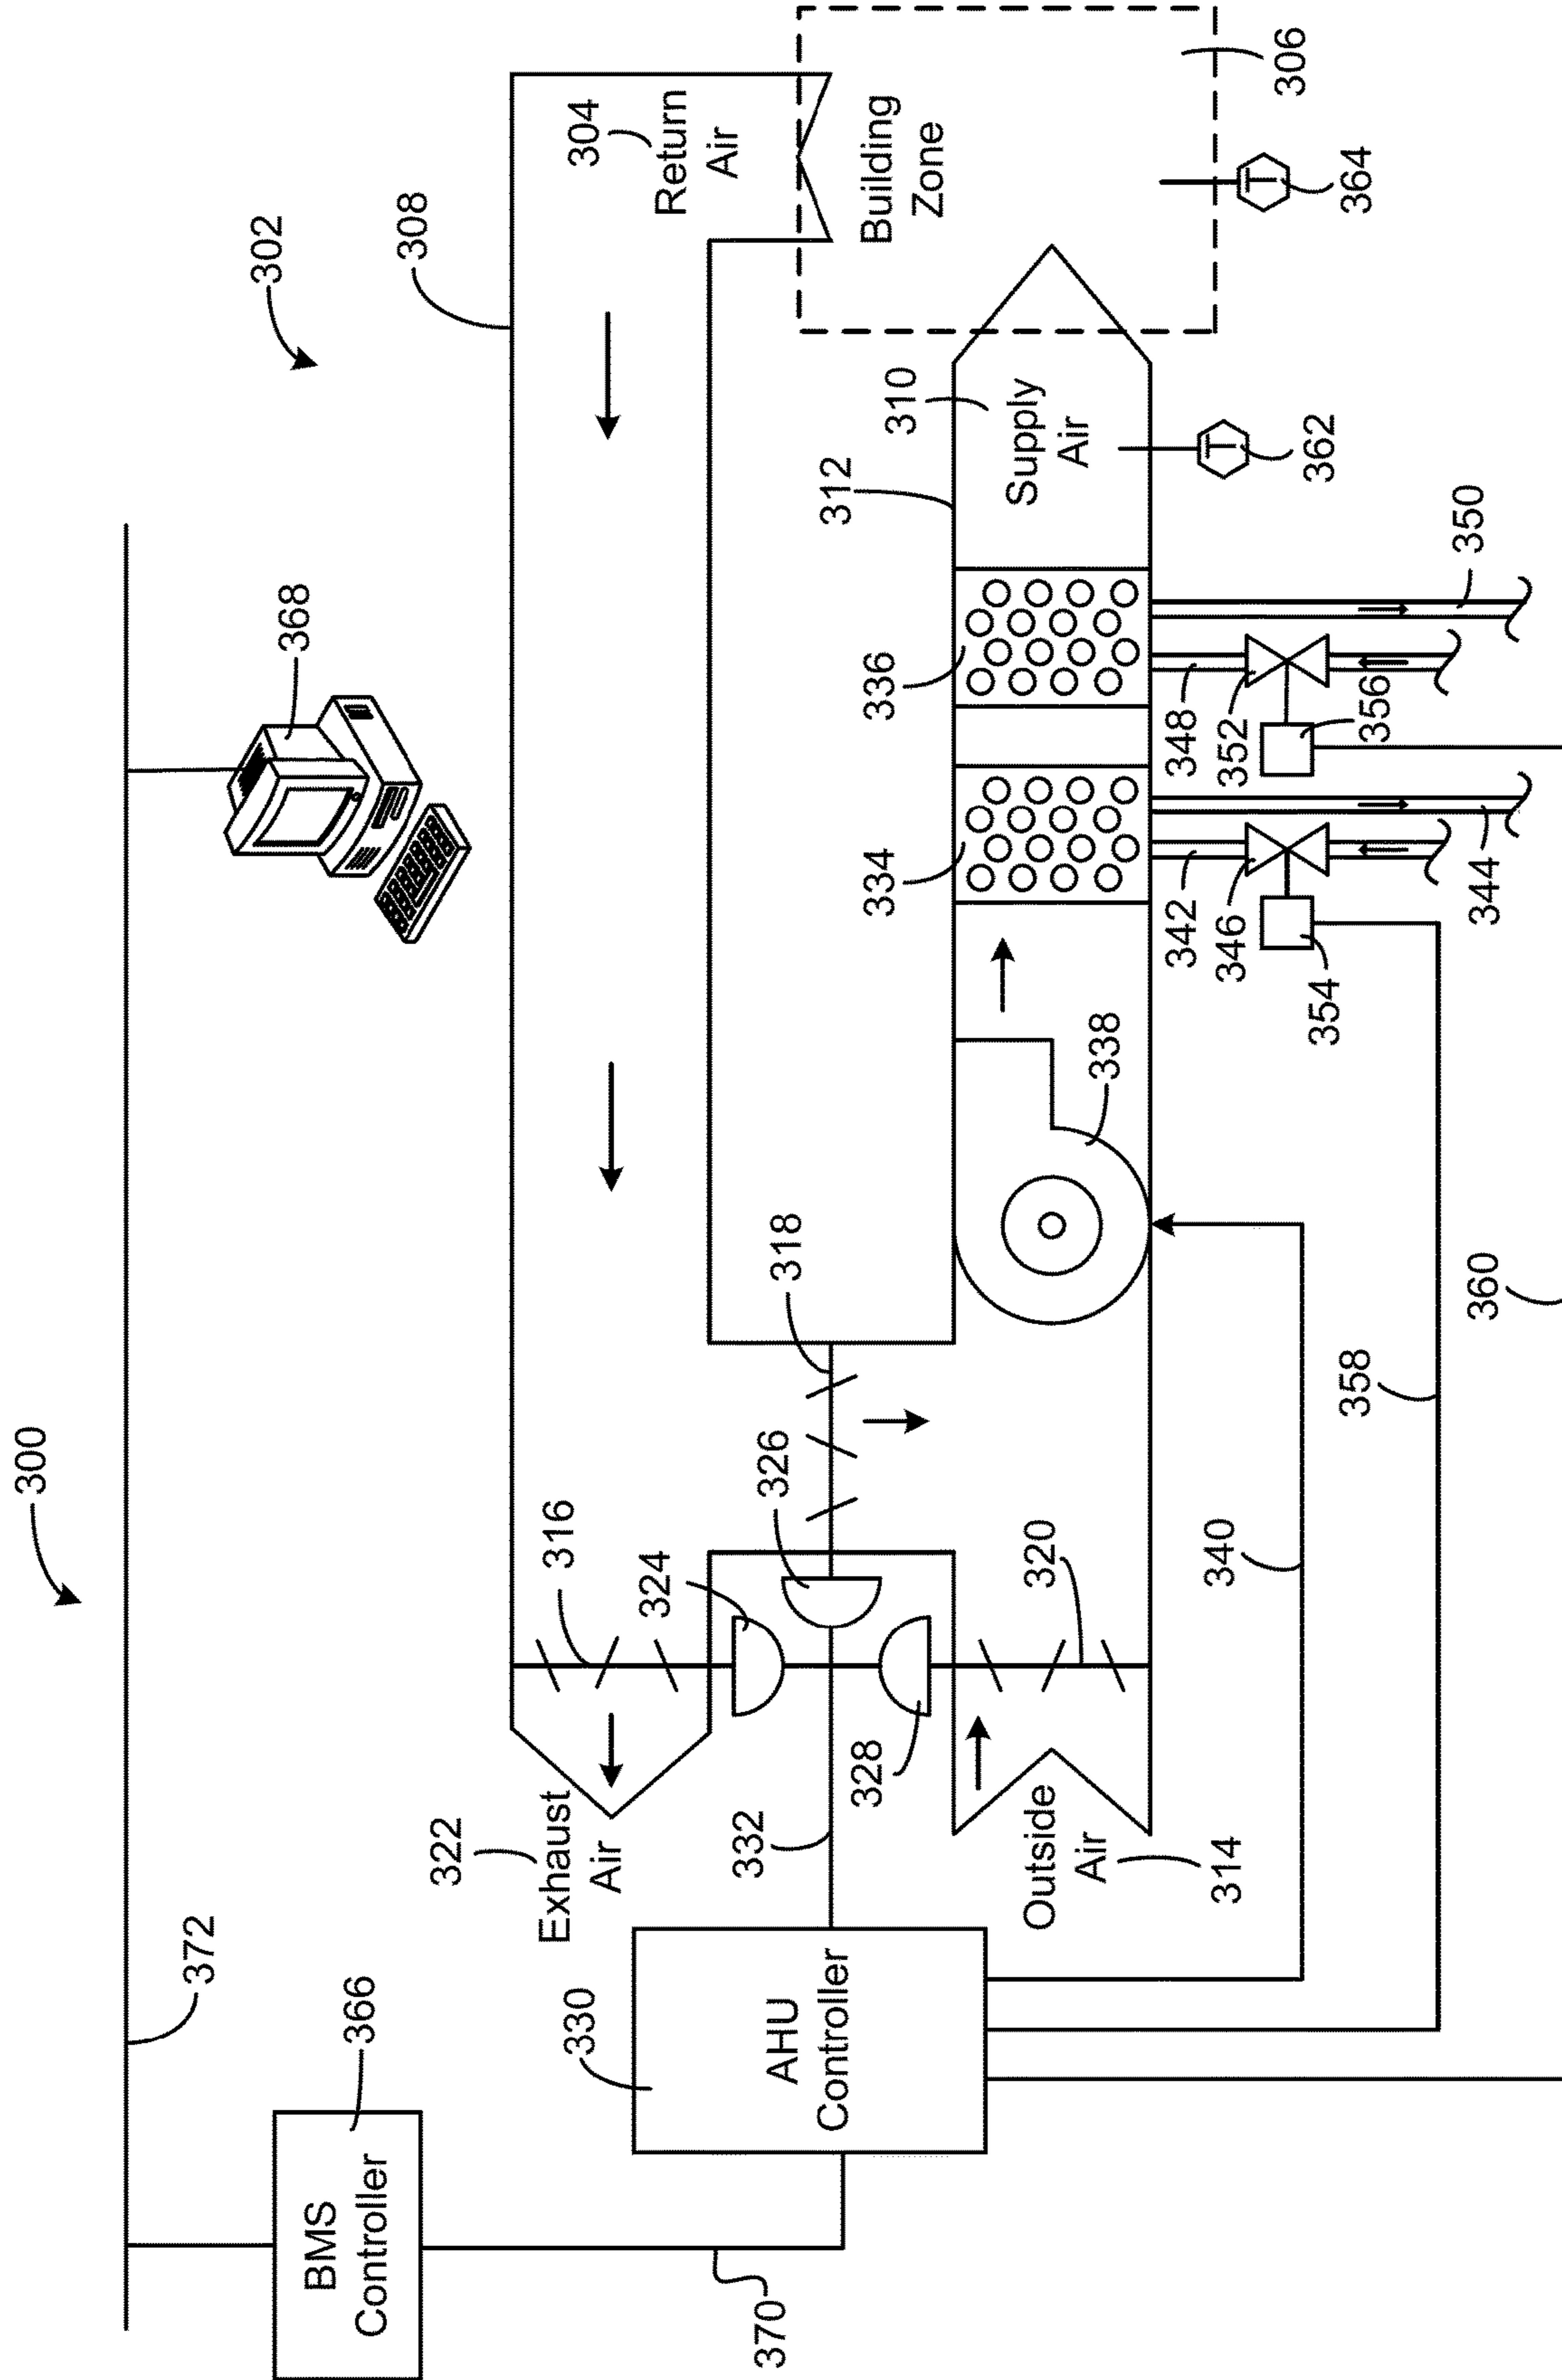 300
372
BMS
Controller
366
368
302
370
AHU
Controller
330
322
Exhaust
Air
316
324
308
304
Return
Air
332
328
326
318
Outside
Air
314
320
338
334
336
312
310
Supply
Air
Building
Zone
306
340
342
346
354
344
348
352
356
350
362
364
358
360
T
T